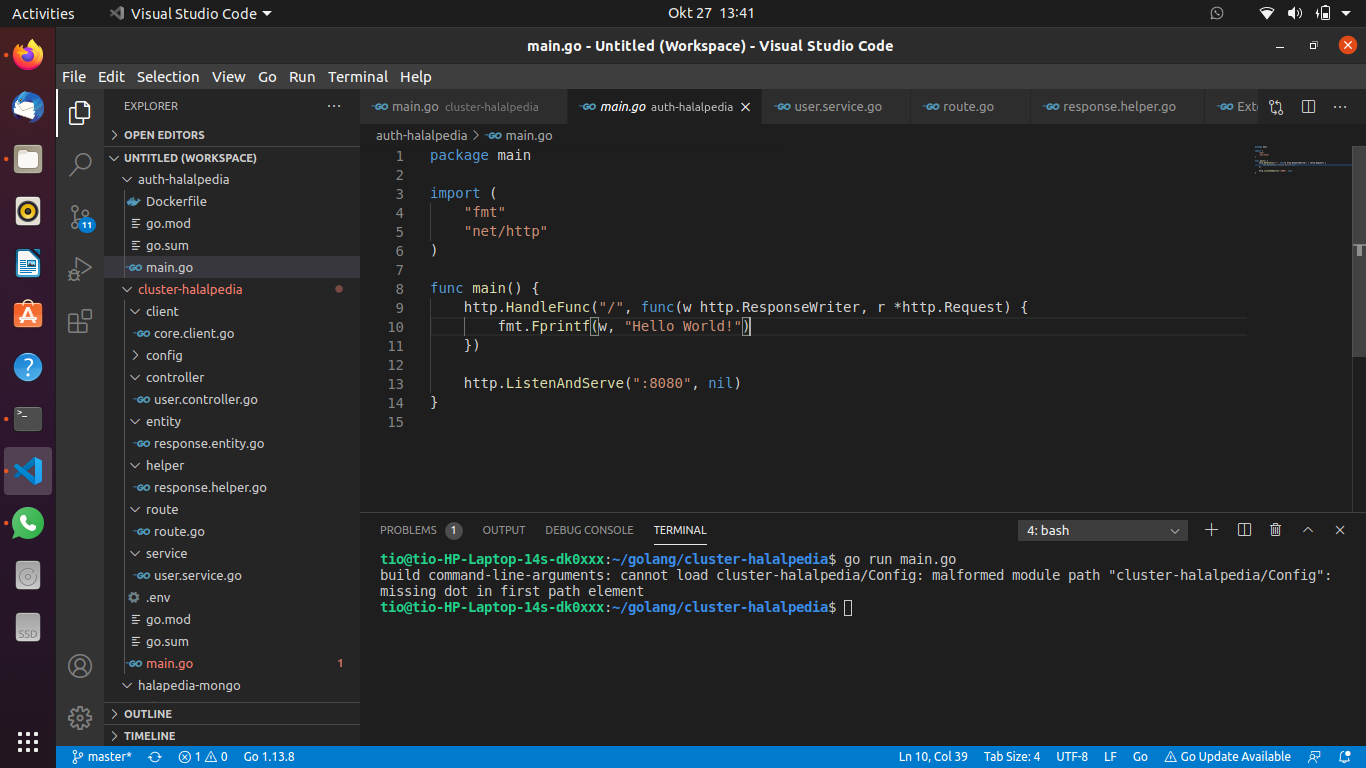 Activities
Visual Studio Code
Okt 27 13:41
main.go - Untitled (Workspace) - Visual Studio Code
File Edit Selection View Go Run Terminal Help
EXPLORER
OPEN EDITORS
UNTITLED (WORKSPACE)
auth-halalpedia
Dockerfile
go.mod
go.sum
main.go
cluster-halalpedia
client
core.client.go
config
controller
user.controller.go
entity
response.entity.go
helper
response.helper.go
route
route.go
service
user.service.go
.env
go.mod
go.sum
main.go 1
halapedia-mongo
OUTLINE
TIMELINE
11
SSD
main.go cluster-halalpedia
main.go auth-halalpedia
user.service.go
route.go
response.helper.go
Exte
auth-halalpedia > main.go
1 package main
2
3 import (
4 "fmt"
5 "net/http"
6 )
7
8 func main() {
9 http.HandleFunc("/", func(w http.ResponseWriter, r *http.Request) {
10 fmt.Fprintf(w, "Hello World!")
11 })
12
13 http.ListenAndServe(":8080", nil)
14 }
15
PROBLEMS 1 OUTPUT DEBUG CONSOLE TERMINAL
4: bash
tio@tio-HP-Laptop-14s-dk0xxx:~/golang/cluster-halalpedia$ go run main.go
build command-line-arguments: cannot load cluster-halalpedia/Config: malformed module path "cluster-halalpedia/Config":
missing dot in first path element
tio@tio-HP-Laptop-14s-dk0xxx:~/golang/cluster-halalpedia$
master* 1 0 Go 1.13.8
Ln 10, Col 39 Tab Size: 4 UTF-8 LF Go Go Update Available